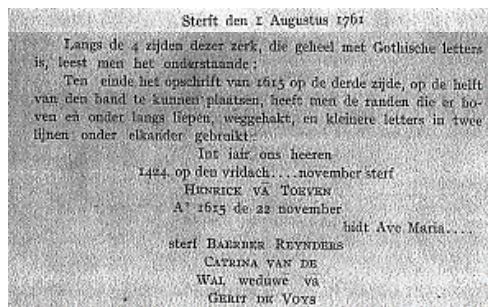 Sterft den 1 Augustus 1761
Langs de 4 zijden dezer zerk, die geheel met Gothische letters
is, leest men het onderstaande:
Ten einde het opschrift van 1615 op de derde zijde, op de helft
van den band te kunnen plaatsen, heeft men de randen die er bo-
ven en onder langs liepen, weggehakt, en kleinere letters in twee
lijnen onder elkander gebruikt:
Int jair ons heeren
1424, op den vridach....november sterf
HENRICK VÃ TOEVEN
A° 1615 de 22 november
bidt Ave Maria....
sterf BAERBER REYNDERS
CATRINA VAN DE
WAL weduwe va
GERIT DE VOYS